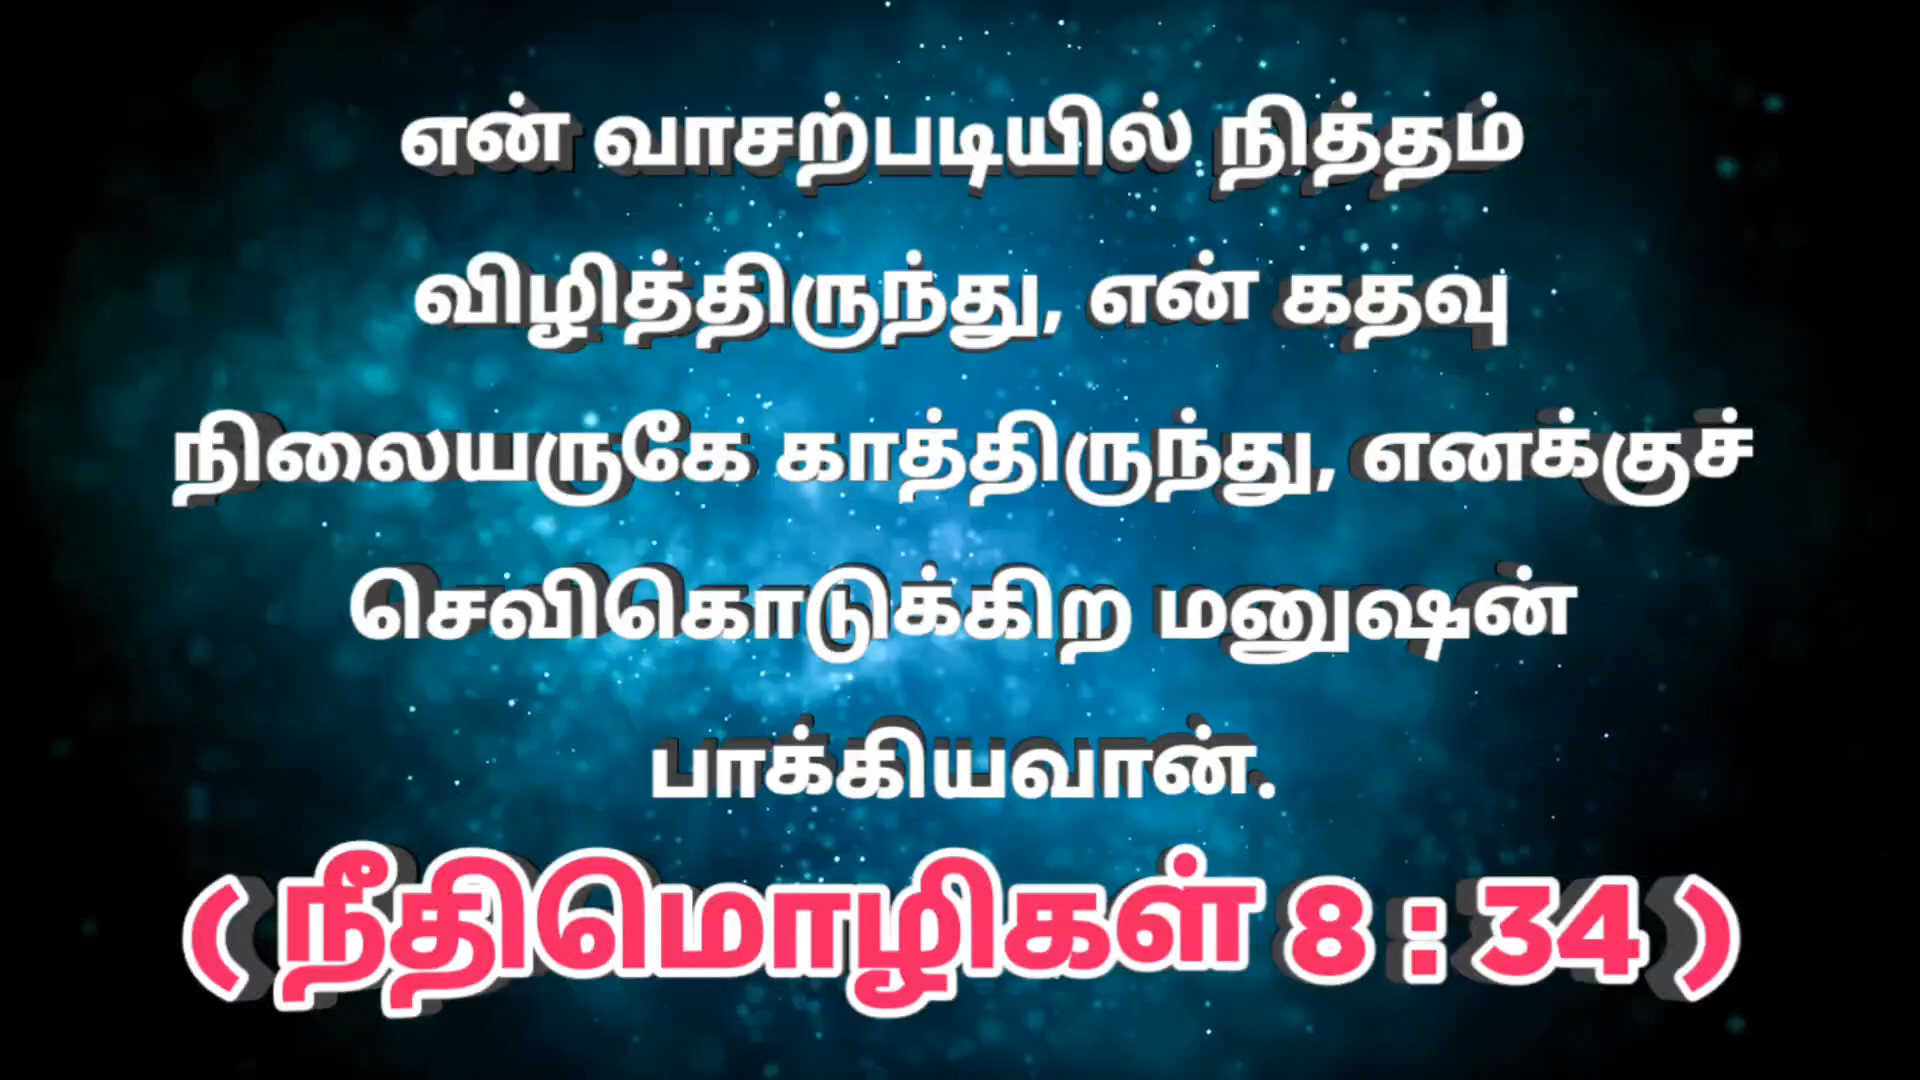 என் வாசற்படியில் நித்தம்
விழித்திருந்து, என் கதவு
நிலையருகே காத்திருந்து, எனக்குச்
செவிகொடுக்கிற மனுஷன்
பாக்கியவான்.
( நீதிமொழிகள் 8 : 34 )